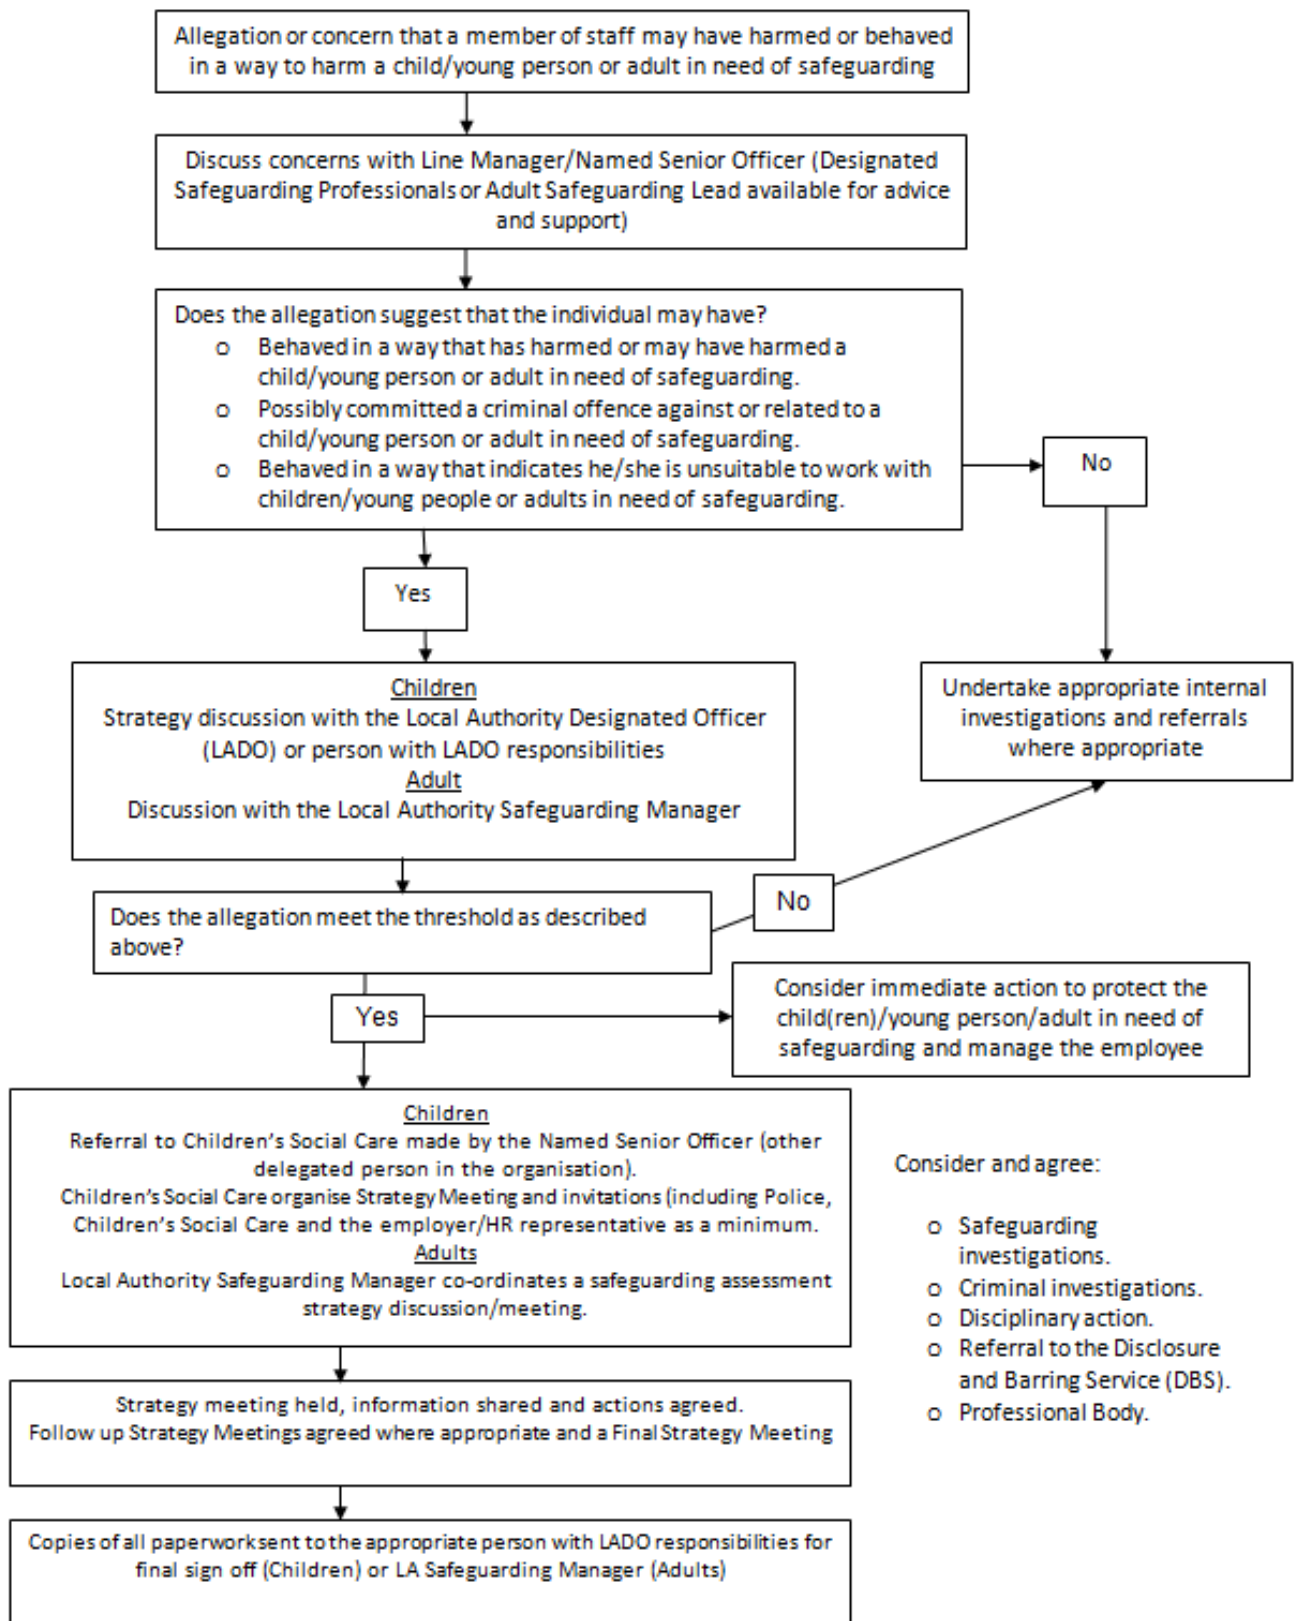 Allegation or concern that a member of staff may have harmed or behaved
in a way to harm a child/young person or adult in need of safeguarding
Discuss concerns with Line Manager/Named Senior Officer (Designated
Safeguarding Professionals or Adult Safeguarding Lead available for advice
and support)
Does the allegation suggest that the individual may have?
o Behaved in a way that has harmed or may have harmed a
child/young person or adult in need of safeguarding.
o Possibly committed a criminal offence against or related to a
child/young person or adult in need of safeguarding.
o Behaved in a way that indicates he/she is unsuitable to work with
children/young people or adults in need of safeguarding.
No
Yes
Children
Strategy discussion with the Local Authority Designated Officer
(LADO) or person with LADO responsibilities
Adult
Discussion with the Local Authority Safeguarding Manager
Undertake appropriate internal
investigations and referrals
where appropriate
Does the allegation meet the threshold as described
above?
No
Yes
Consider immediate action to protect the
child(ren)/young person/adult in need of
safeguarding and manage the employee
Children
Referral to Children's Social Care made by the Named Senior Officer (other
delegated person in the organisation).
Children's Social Care organise Strategy Meeting and invitations (including Police,
Children's Social Care and the employer/HR representative as a minimum.
Adults
Local Authority Safeguarding Manager co-ordinates a safeguarding assessment
strategy discussion/meeting.
Consider and agree:
o Safeguarding
investigations.
o Criminal investigations.
o Disciplinary action.
o Referral to the Disclosure
and Barring Service (DBS).
o Professional Body.
Strategy meeting held, information shared and actions agreed.
Follow up Strategy Meetings agreed where appropriate and a Final Strategy Meeting
Copies of all paperwork sent to the appropriate person with LADO responsibilities for
final sign off (Children) or LA Safeguarding Manager (Adults)